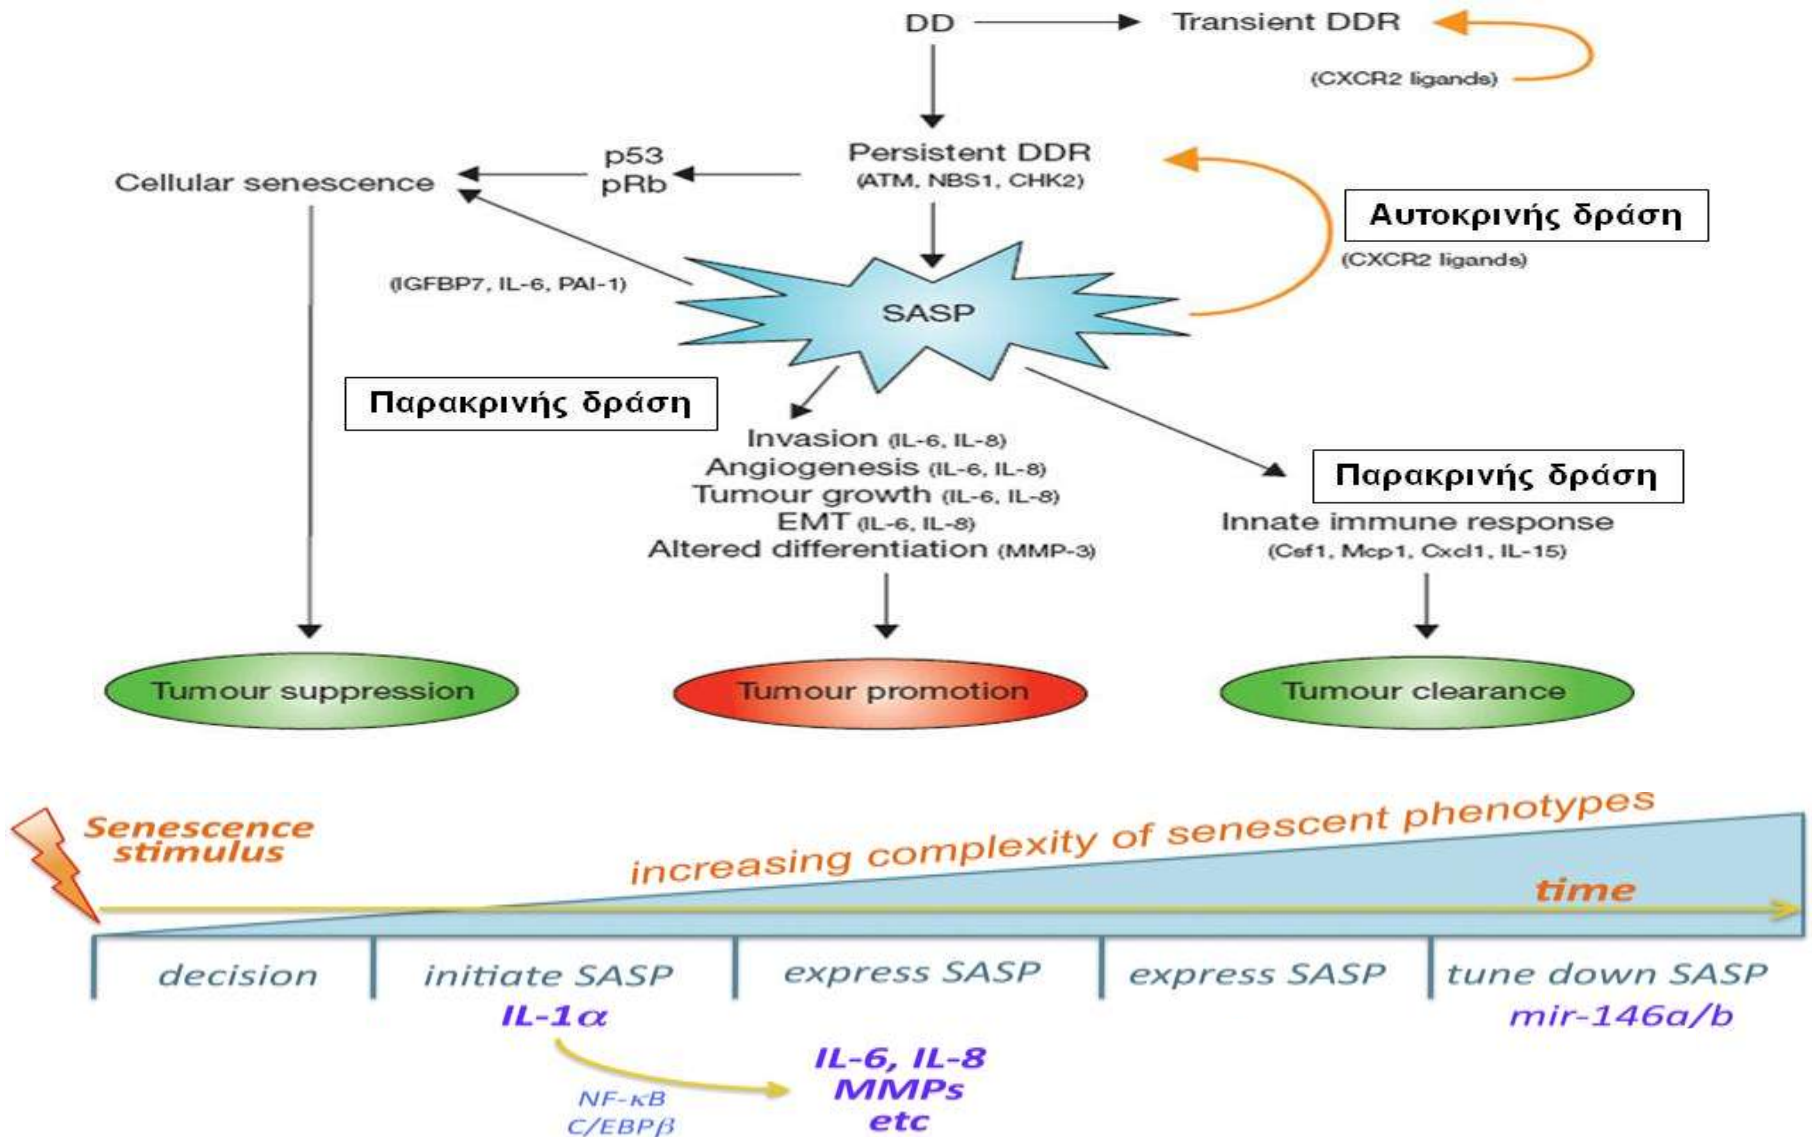 DD
Transient DDR
(CXCR2 ligands)
Persistent DDR
(ATM, NBS1, CHK2)
p53
pRb
Cellular senescence
Αυτοκρινής δράση
(CXCR2 ligands)
(IGFBP7, IL-6, PAI-1)
SASP
Παρακρινής δράση
Invasion (IL-6, IL-8)
Angiogenesis (IL-6, IL-8)
Tumour growth (IL-6, IL-8)
EMT (IL-6, IL-8)
Altered differentiation (MMP-3)
Παρακρινής δράση
Innate immune response
(Csf1, Mcp1, Cxcl1, IL-15)
Tumour suppression
Tumour promotion
Tumour clearance
Senescence
stimulus
increasing complexity of senescent phenotypes
time
decision
initiate SASP
express SASP
express SASP
tune down SASP
IL-1α
mir-146a/b
IL-6, IL-8
MMPs
etc
NF-κB
C/EBPβ